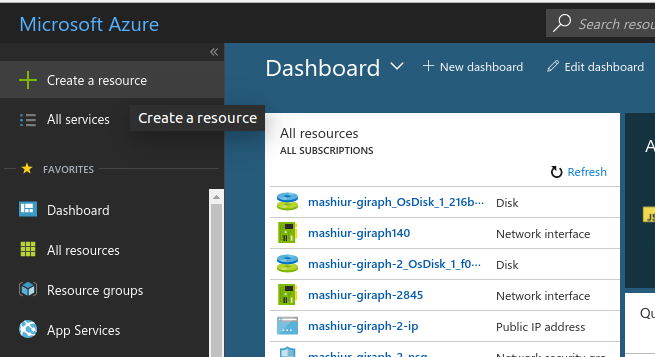 Microsoft Azure
Search resou
«
Create a resource
Dashboard
New dashboard
Edit dashboard
All services
Create a resource
FAVORITES
Dashboard
All resources
Resource groups
App Services
All resources
ALL SUBSCRIPTIONS
Refresh
mashiur-giraph_OsDisk_1_216b··· Disk
mashiur-giraph140 Network interface
mashiur-giraph-2_OsDisk_1_f0··· Disk
mashiur-giraph-2845 Network interface
mashiur-giraph-2-ip Public IP address
mashiur-giraph-2-nsg Network security gro
A
JS
Qu